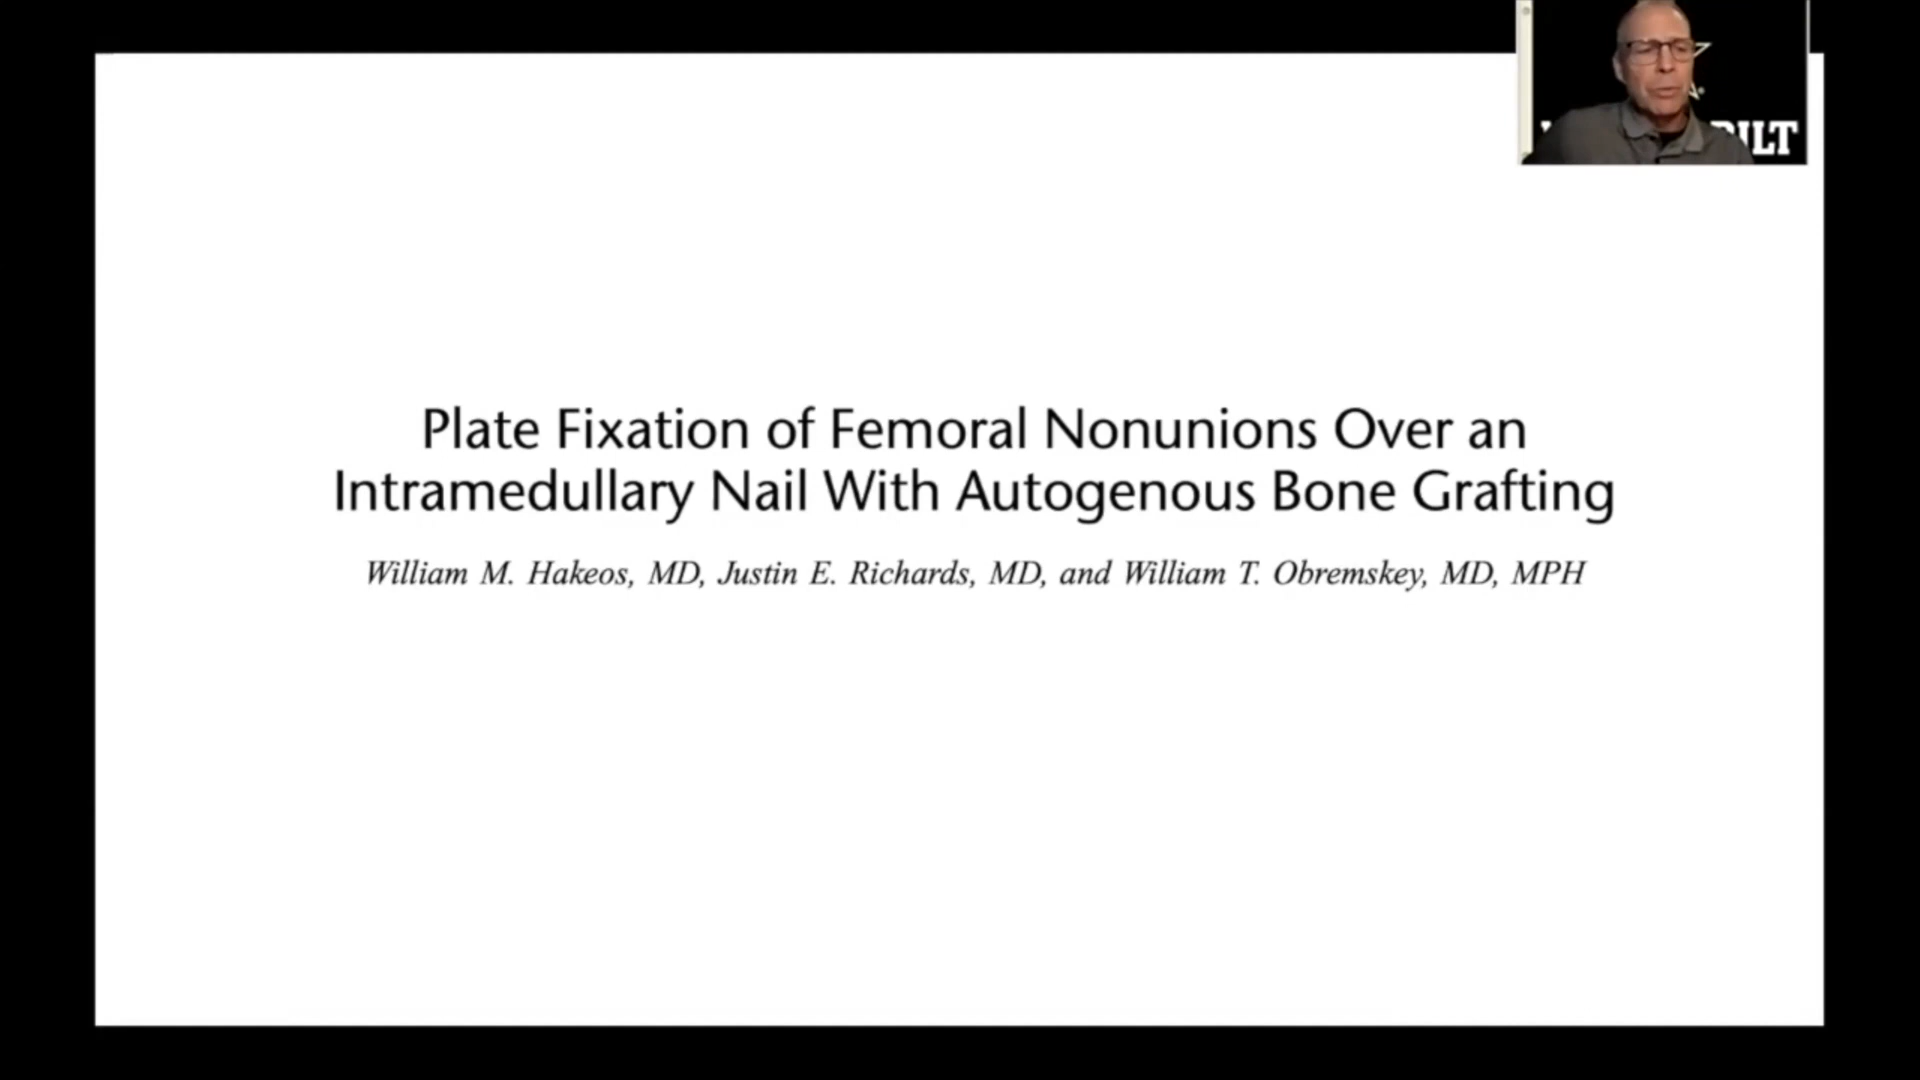 Plate Fixation of Femoral Nonunions Over an
Intramedullary Nail With Autogenous Bone Grafting
William M. Hakeos, MD, Justin E. Richards, MD, and William T. Obremskey, MD, MPH